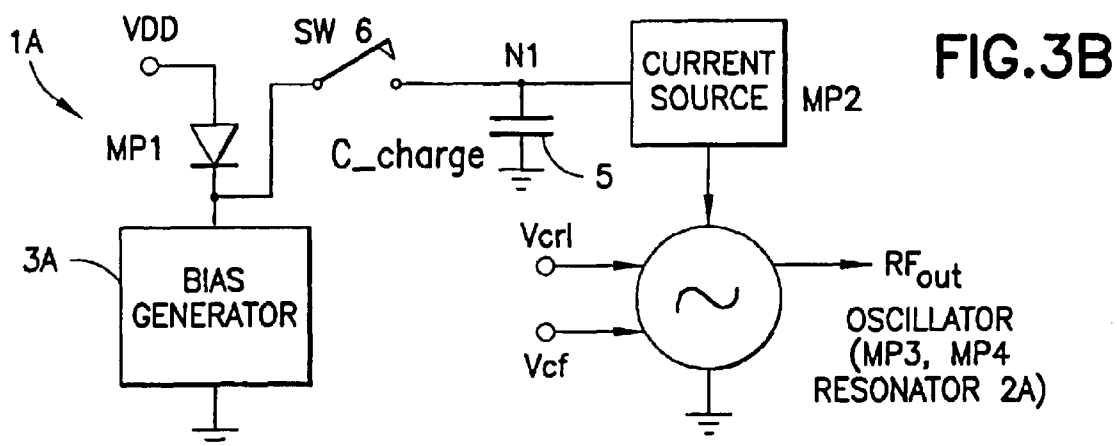 FIG.3B
1A
VDD
SW 6
N1
CURRENT
SOURCE
MP2
MP1
C_charge
5
3A
BIAS
GENERATOR
Vcrl
Vcf
RFout
OSCILLATOR
(MP3, MP4
RESONATOR 2A)